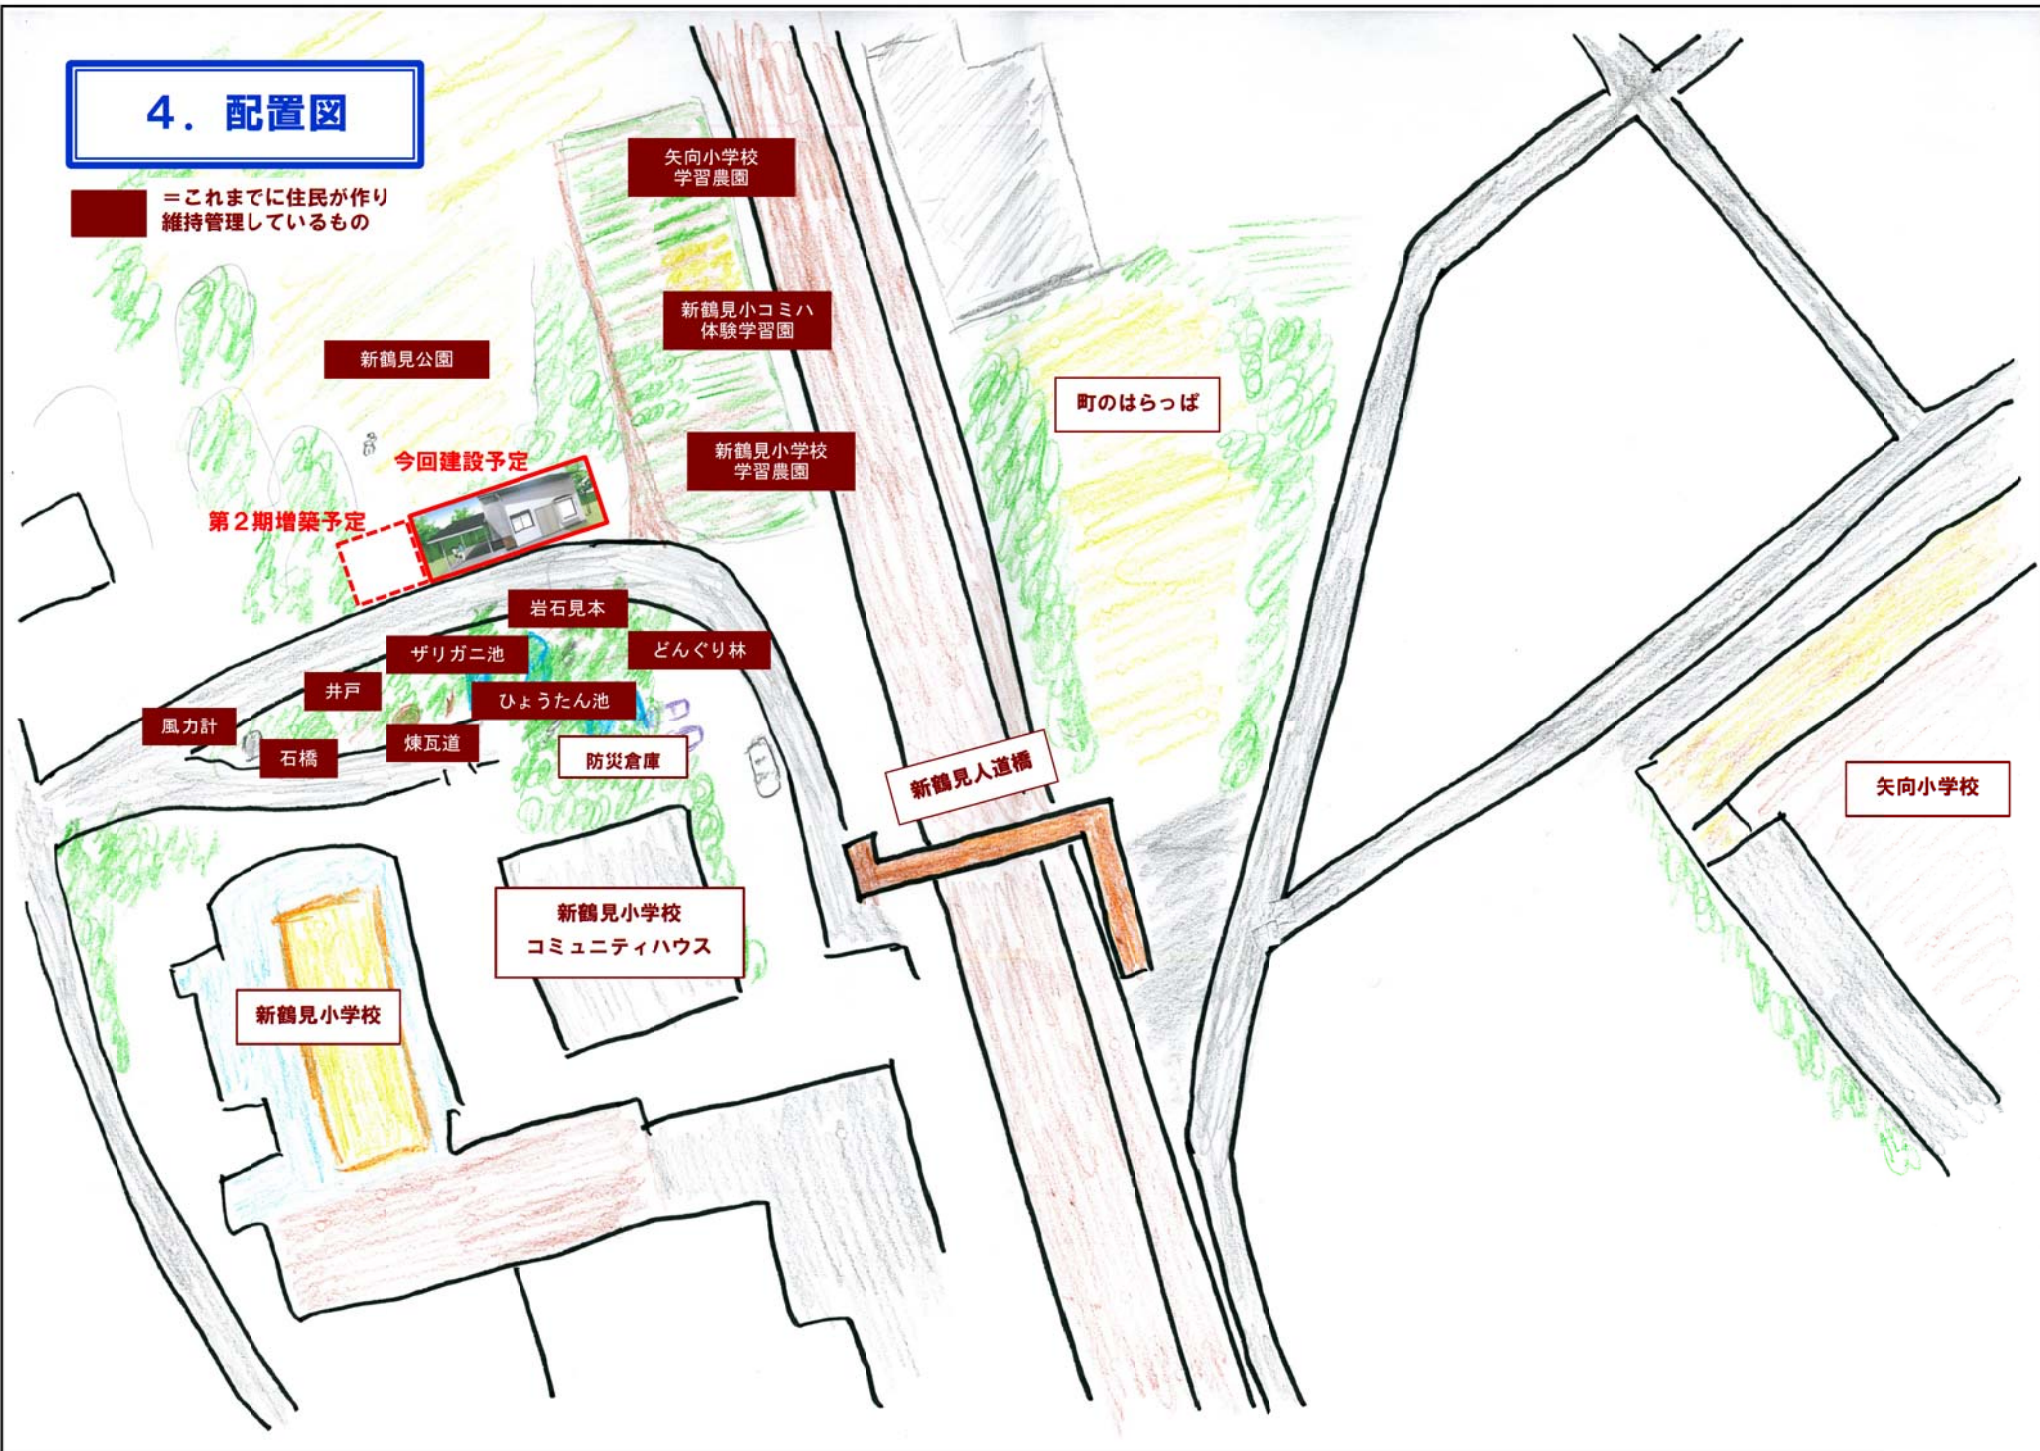 4．配置図
＝これまでに住民が作り
維持管理しているもの
矢向小学校
学習農園
新鶴見小コミハ
体験学習園
新鶴見公園
町のはらっぱ
新鶴見小学校
学習農園
今回建設予定
第２期増築予定
岩石見本
ザリガニ池
どんぐり林
井戸
ひょうたん池
風力計
石橋
煉瓦道
防災倉庫
新鶴見人道橋
矢向小学校
新鶴見小学校
コミュニティハウス
新鶴見小学校